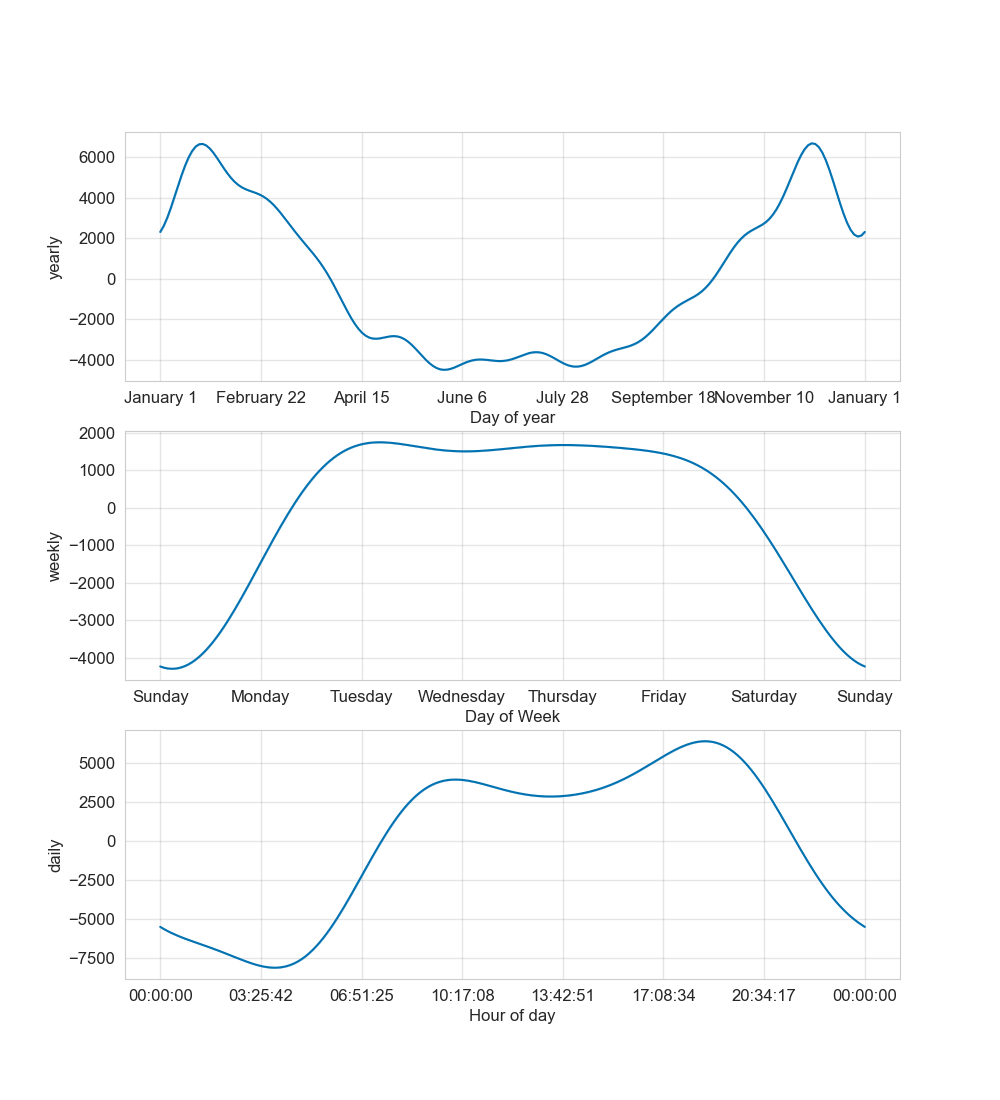 6000
4000
2000
0
−2000
−4000
yearly
January 1 February 22 April 15 June 6 July 28 September 18 November 10 January 1
Day of year
2000
1000
0
−1000
−2000
−3000
−4000
weekly
Sunday Monday Tuesday Wednesday Thursday Friday Saturday Sunday
Day of Week
5000
2500
0
−2500
−5000
−7500
daily
00:00:00 03:25:42 06:51:25 10:17:08 13:42:51 17:08:34 20:34:17 00:00:00
Hour of day